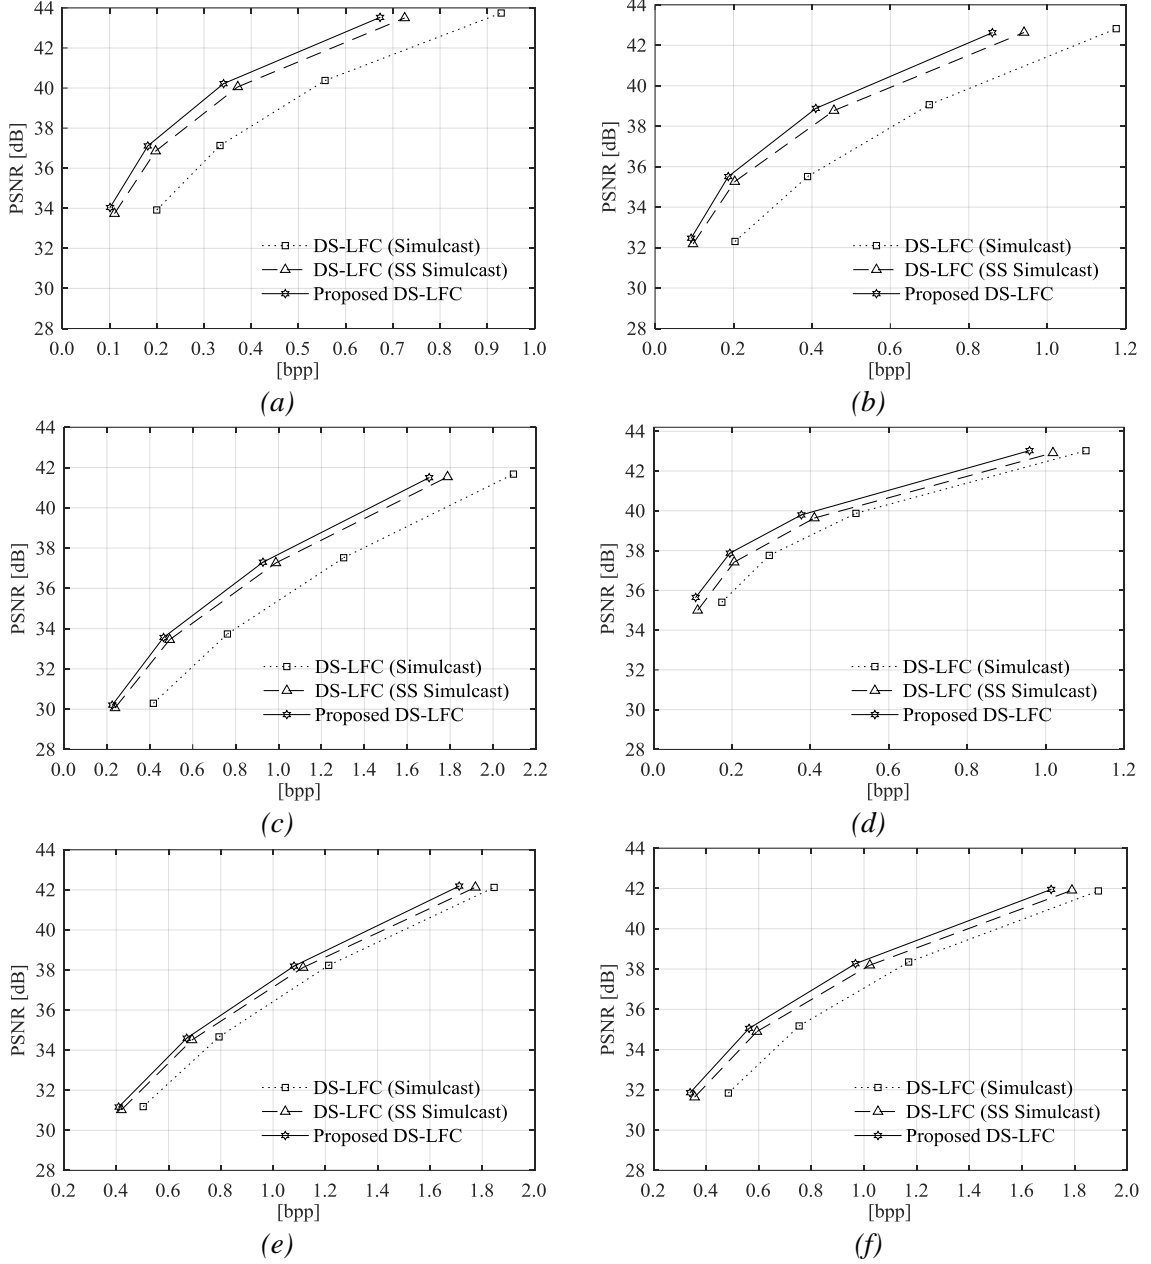 44
42
40
38
36
34
32
30
28
PSNR [dB]
DS-LFC (Simulcast)
DS-LFC (SS Simulcast)
Proposed DS-LFC
0.0 0.1 0.2 0.3 0.4 0.5 0.6 0.7 0.8 0.9 1.0
[bpp]
(a)
44
42
40
38
36
34
32
30
28
PSNR [dB]
DS-LFC (Simulcast)
DS-LFC (SS Simulcast)
Proposed DS-LFC
0.0 0.2 0.4 0.6 0.8 1.0 1.2
[bpp]
(b)
44
42
40
38
36
34
32
30
28
PSNR [dB]
DS-LFC (Simulcast)
DS-LFC (SS Simulcast)
Proposed DS-LFC
0.0 0.2 0.4 0.6 0.8 1.0 1.2 1.4 1.6 1.8 2.0 2.2
[bpp]
(c)
44
42
40
38
36
34
32
30
28
PSNR [dB]
DS-LFC (Simulcast)
DS-LFC (SS Simulcast)
Proposed DS-LFC
0.0 0.2 0.4 0.6 0.8 1.0 1.2
[bpp]
(d)
44
42
40
38
36
34
32
30
28
PSNR [dB]
DS-LFC (Simulcast)
DS-LFC (SS Simulcast)
Proposed DS-LFC
0.2 0.4 0.6 0.8 1.0 1.2 1.4 1.6 1.8 2.0
[bpp]
(e)
44
42
40
38
36
34
32
30
28
PSNR [dB]
DS-LFC (Simulcast)
DS-LFC (SS Simulcast)
Proposed DS-LFC
0.2 0.4 0.6 0.8 1.0 1.2 1.4 1.6 1.8 2.0
[bpp]
(f)